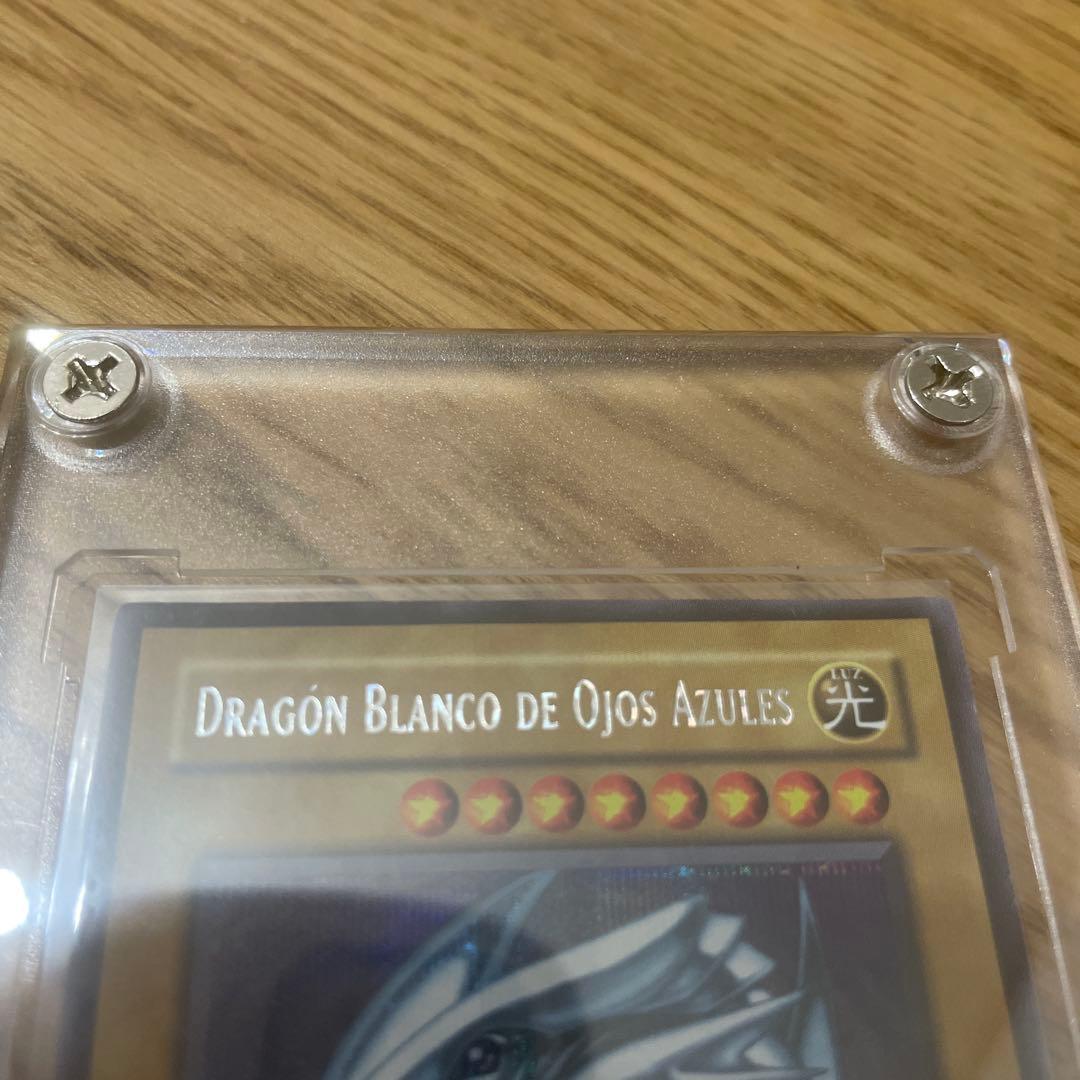 LUZ
DRAGÓN BLANCO DE OJOS AZULES 光